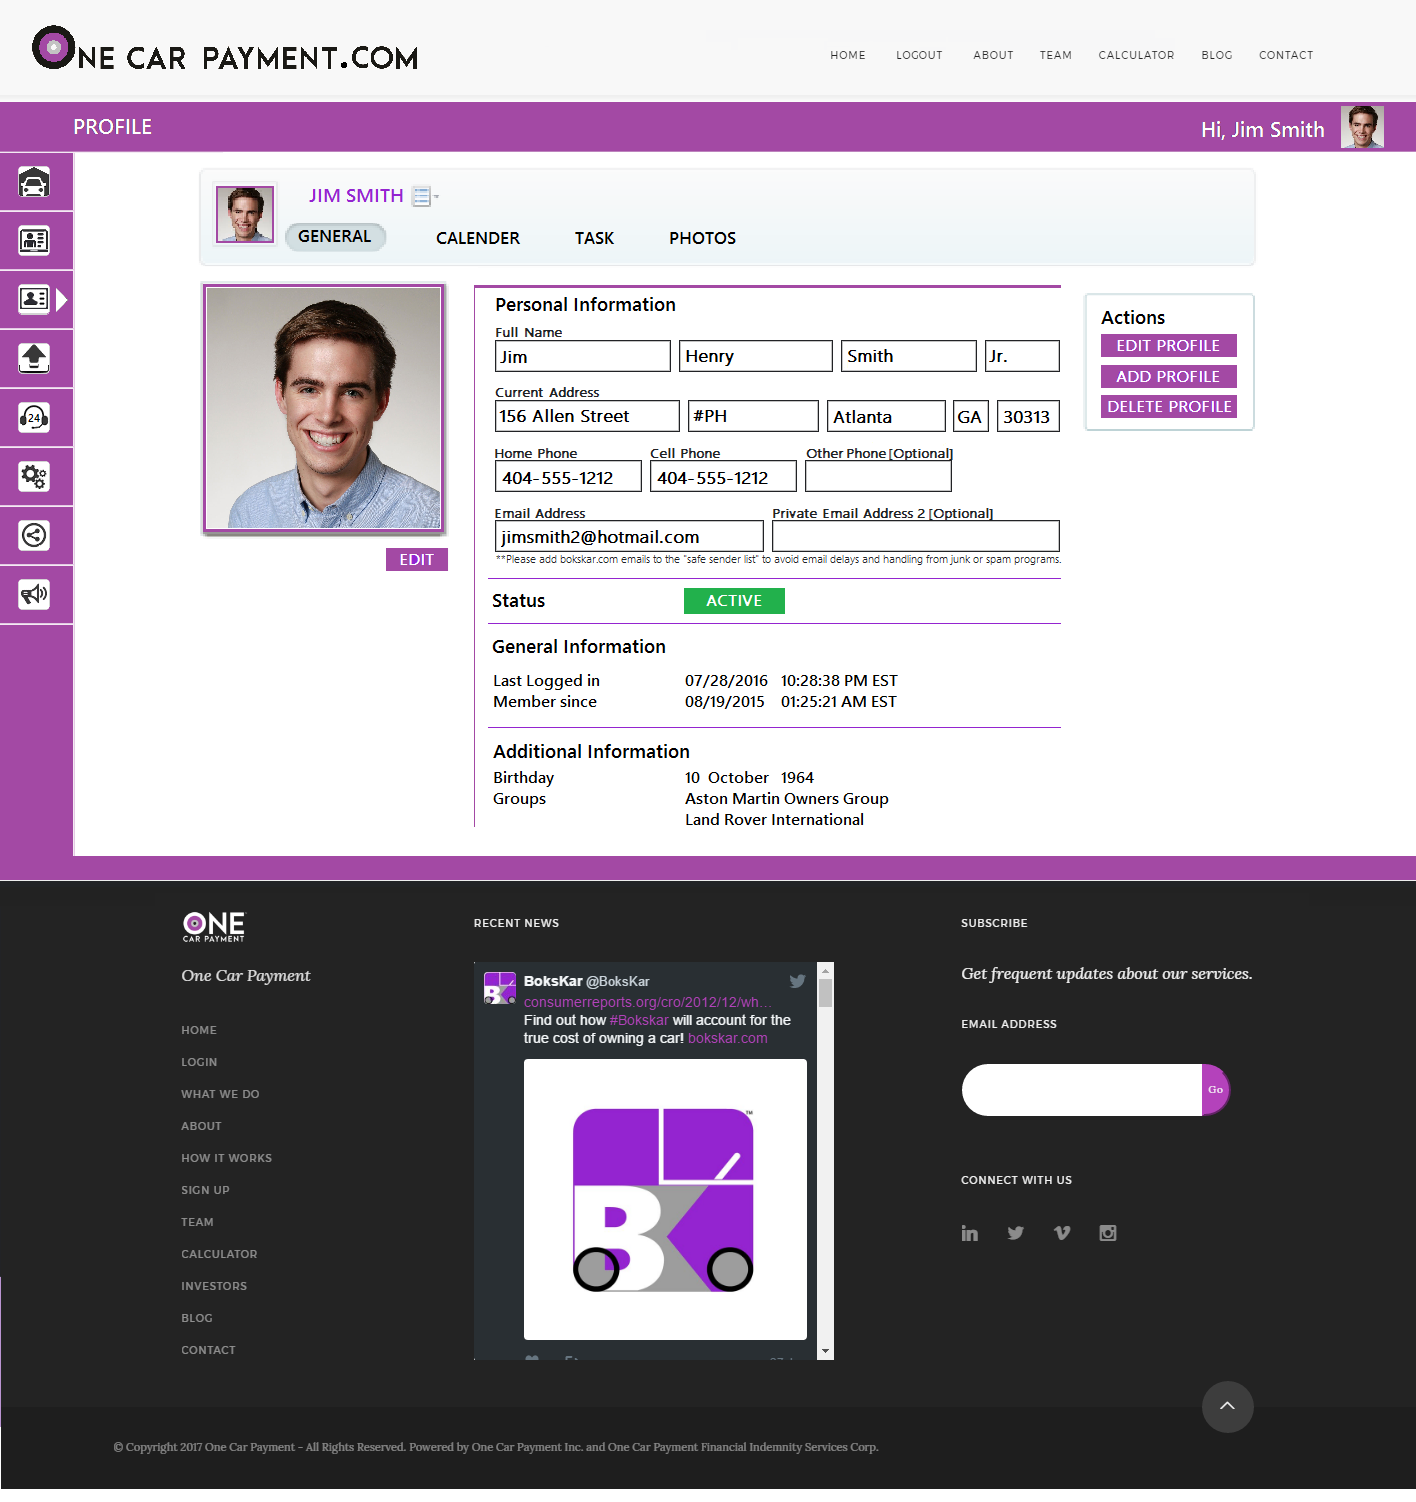 ONE CAR PAYMENT.COM
HOME LOGOUT ABOUT TEAM CALCULATOR BLOG CONTACT
PROFILE
Hi, Jim Smith
JIM SMITH
GENERAL CALENDER TASK PHOTOS
Personal Information
Full Name
Jim Henry Smith Jr.
Current Address
156 Allen Street #PH Atlanta GA 30313
Home Phone Cell Phone Other Phone [Optional]
404-555-1212 404-555-1212
Email Address Private Email Address 2 [Optional]
jimsmith2@hotmail.com
**Please add bokskar.com emails to the "safe sender list" to avoid email delays and handling from junk or spam programs.
Actions
EDIT PROFILE
ADD PROFILE
DELETE PROFILE
24
EDIT
Status ACTIVE
General Information
Last Logged in 07/28/2016 10:28:38 PM EST
Member since 08/19/2015 01:25:21 AM EST
Additional Information
Birthday 10 October 1964
Groups Aston Martin Owners Group
Land Rover International
ONE
CAR PAYMENT
One Car Payment
HOME
LOGIN
WHAT WE DO
ABOUT
HOW IT WORKS
SIGN UP
TEAM
CALCULATOR
INVESTORS
BLOG
CONTACT
RECENT NEWS
BoksKar @BoksKar
consumerreports.org/cro/2012/12/wh...
Find out how #Bokskar will account for the
true cost of owning a car! bokskar.com
BK
TM
SUBSCRIBE
Get frequent updates about our services.
EMAIL ADDRESS
Go
CONNECT WITH US
© Copyright 2017 One Car Payment - All Rights Reserved. Powered by One Car Payment Inc. and One Car Payment Financial Indemnity Services Corp.